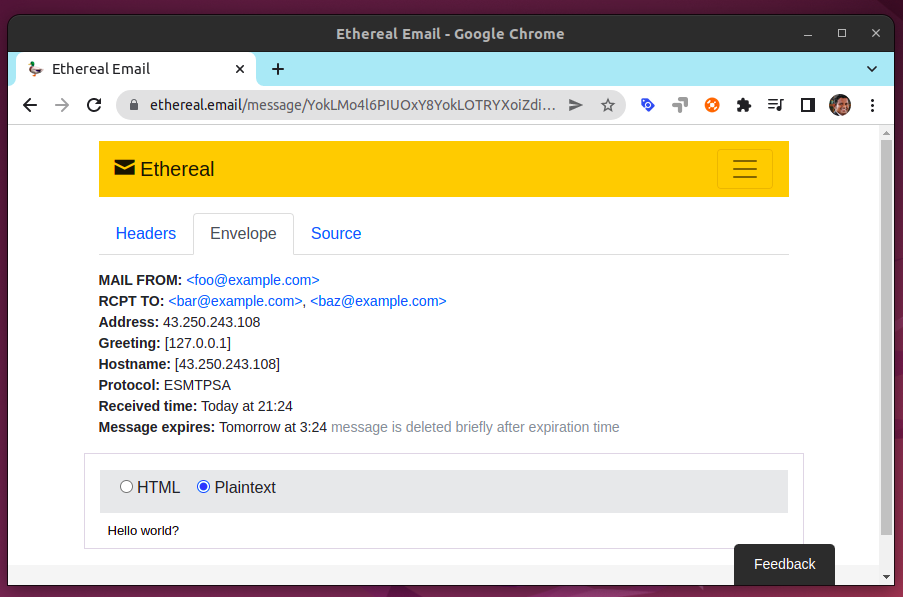 Ethereal Email - Google Chrome
Ethereal Email
ethereal.email/message/YokLMo4l6PIUOxY8YokLOTRYXoiZdi...
Ethereal
Headers Envelope Source
MAIL FROM: <foo@example.com>
RCPT TO: <bar@example.com>, <baz@example.com>
Address: 43.250.243.108
Greeting: [127.0.0.1]
Hostname: [43.250.243.108]
Protocol: ESMTPSA
Received time: Today at 21:24
Message expires: Tomorrow at 3:24 message is deleted briefly after expiration time
HTML Plaintext
Hello world?
Feedback